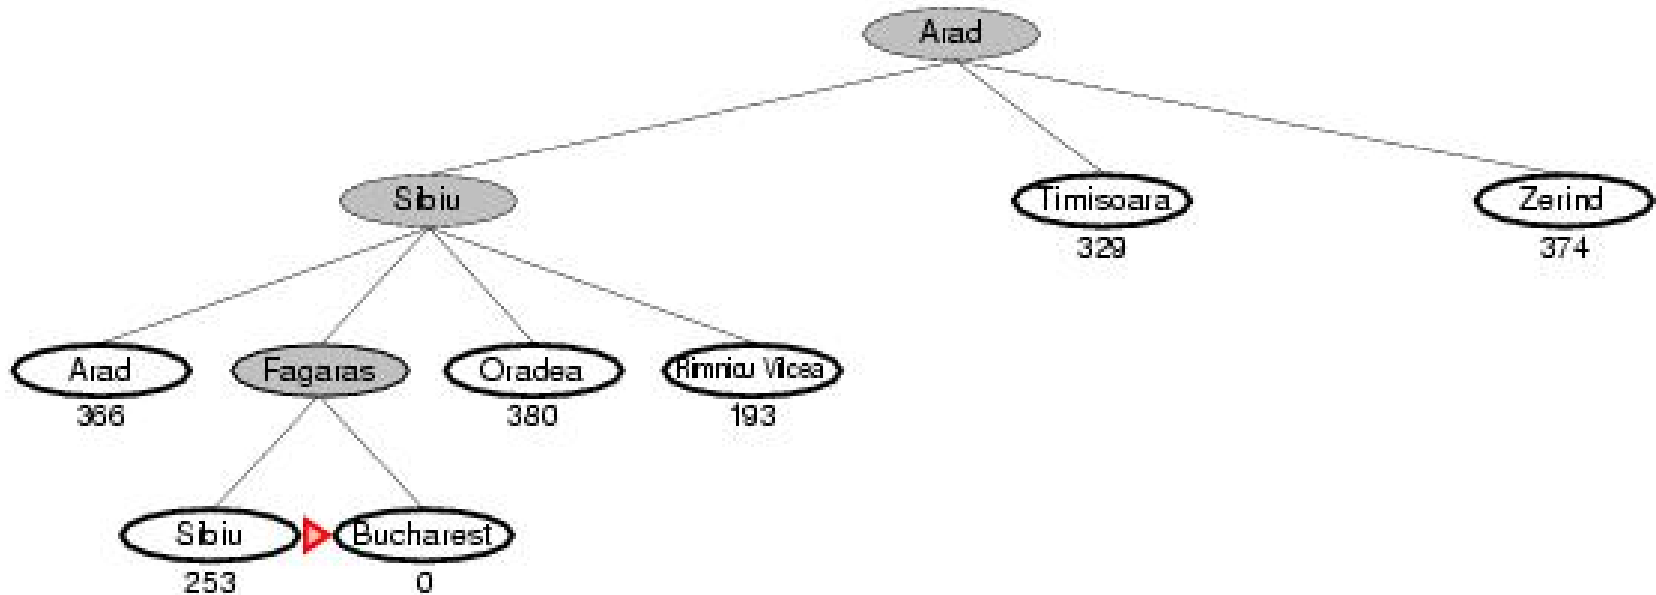 Arad
Sibiu
Timisoara
Zerind
329
374
Arad
Fagaras
Oradea
Rimnicu Vilcea
366
380
193
Sibiu
Bucharest
253
0